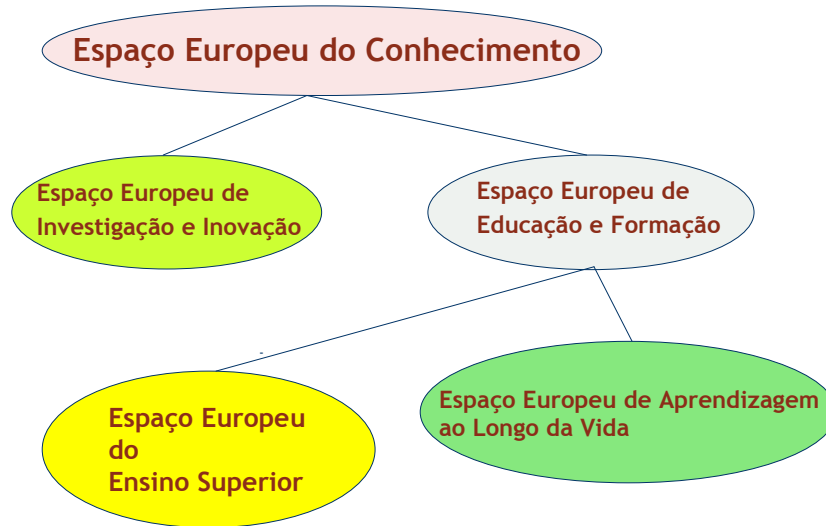 Espaço Europeu do Conhecimento
Espaço Europeu de
Investigação e Inovação
Espaço Europeu de
Educação e Formação
Espaço Europeu
do
Ensino Superior
Espaço Europeu de Aprendizagem
ao Longo da Vida